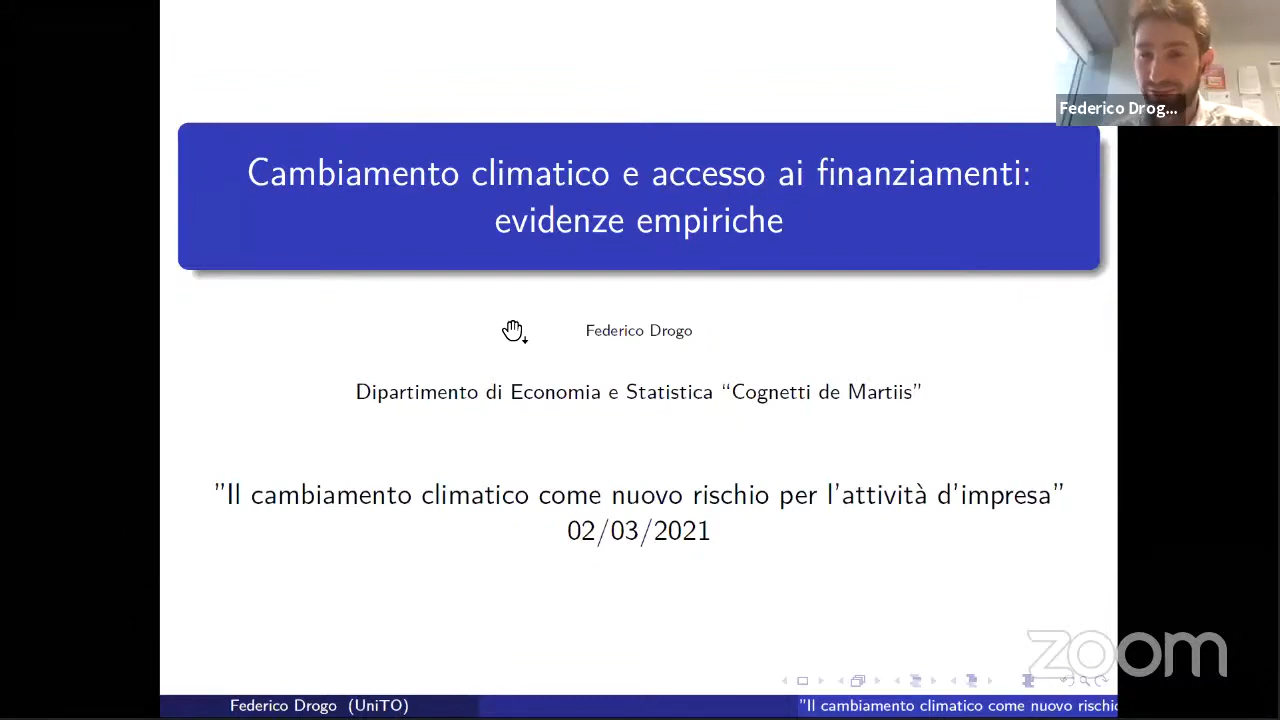 Federico Drog...
Cambiamento climatico e accesso ai finanziamenti:
evidenze empiriche
Federico Drogo
Dipartimento di Economia e Statistica “Cognetti de Martiis”
”Il cambiamento climatico come nuovo rischio per l'attività d'impresa”
02/03/2021
zoom
Federico Drogo (UniTO)
"Il cambiamento climatico come nuovo rischio